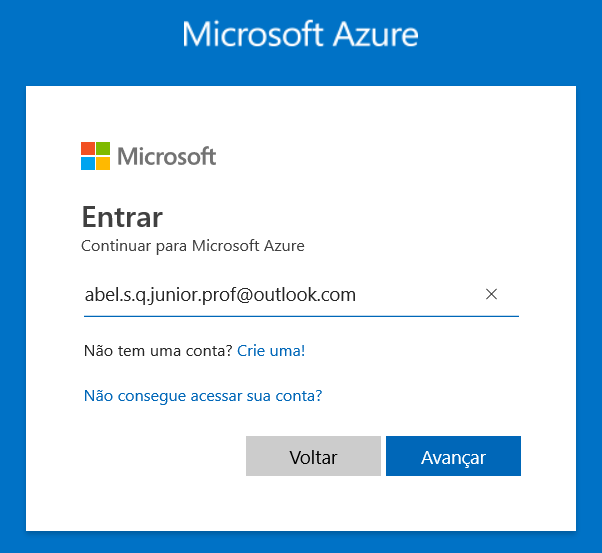 Microsoft Azure
Microsoft
Entrar
Continuar para Microsoft Azure
abel.s.q.junior.prof@outlook.com
Não tem uma conta? Crie uma!
Não consegue acessar sua conta?
Voltar Avançar